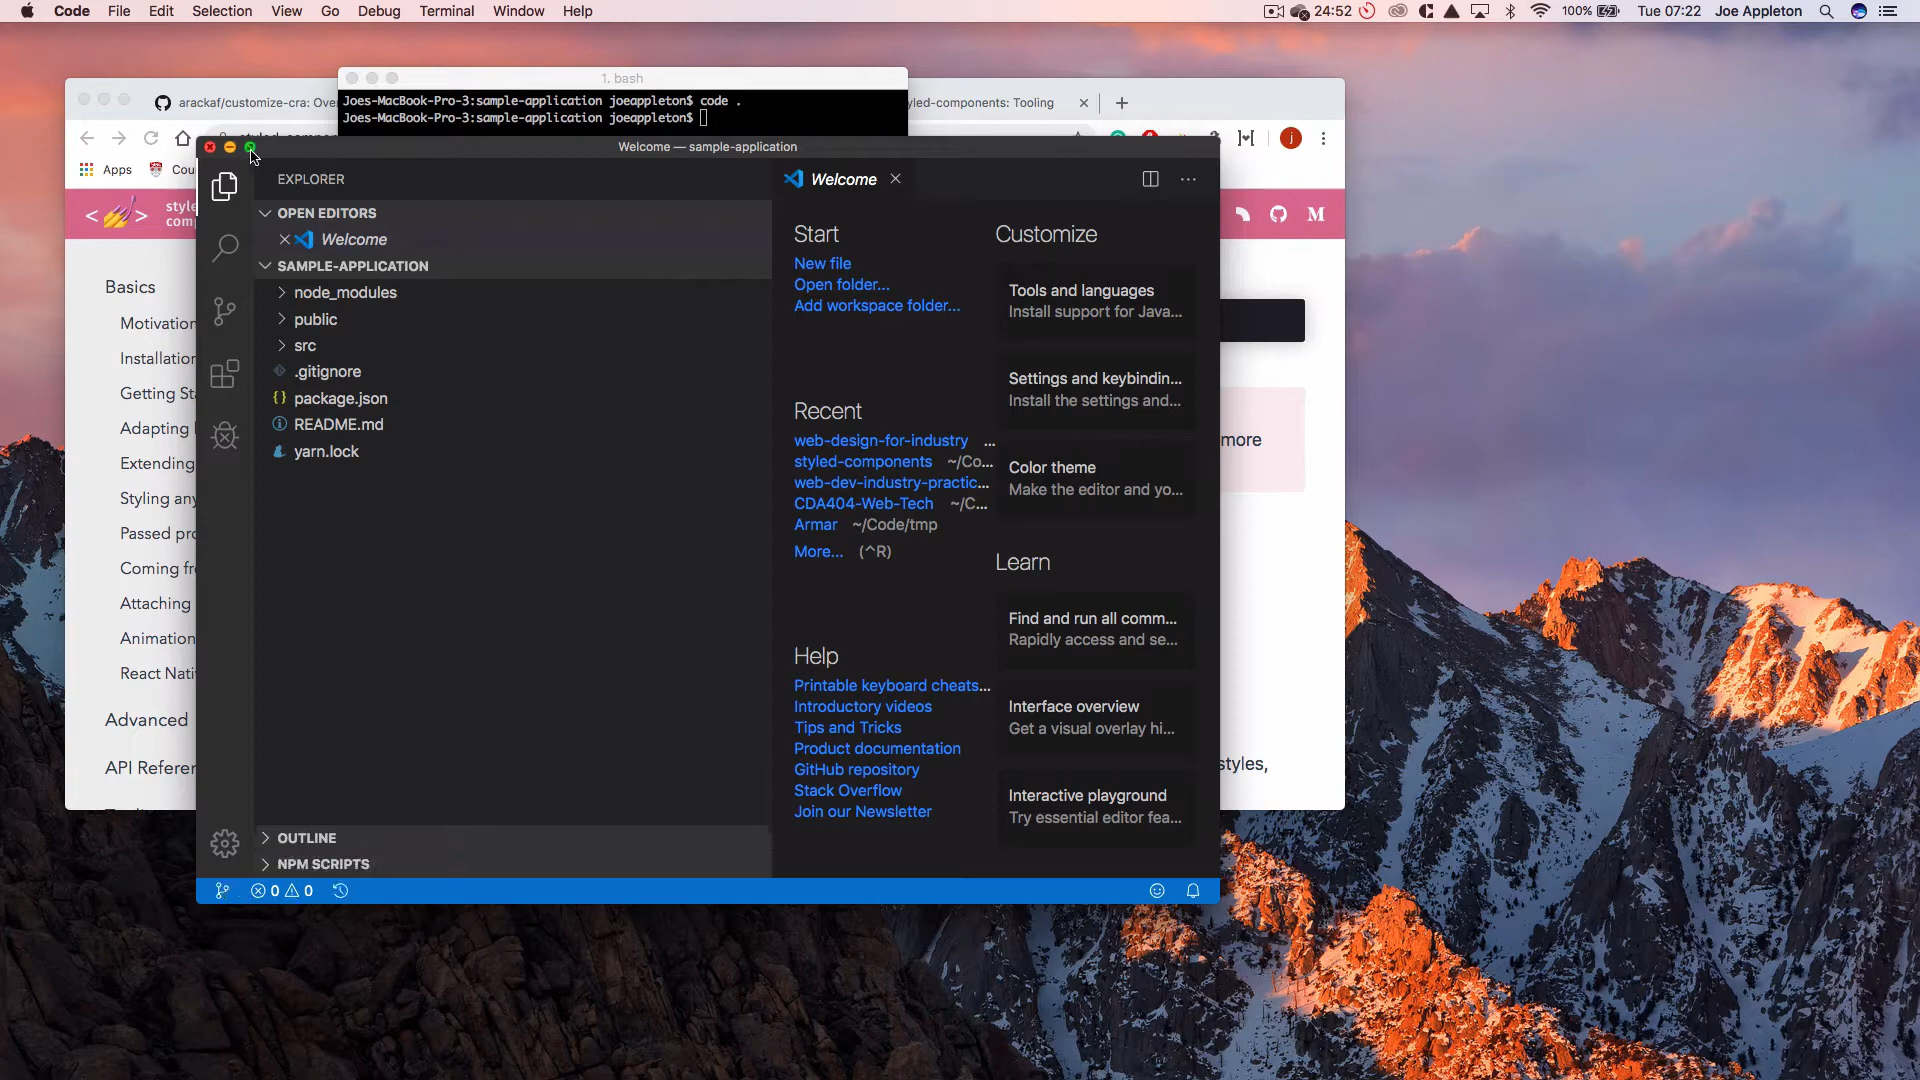 Code File Edit Selection View Go Debug Terminal Window Help
24:52 100% Tue 07:22 Joe Appleton
1. bash
Joes-MacBook-Pro-3:sample-application joeappleton$ code .
Joes-MacBook-Pro-3:sample-application joeappleton$
arackaf/customize-cra: Ove
yled-components: Tooling
Apps
Cou
j
style
comp
M
Basics
Motivation
Installation
Getting Sta
Adapting
Extending
Styling any
Passed pro
Coming fr
Attaching
Animation
React Nati
Advanced
API Referen
more
styles,
Welcome — sample-application
EXPLORER
OPEN EDITORS
Welcome
SAMPLE-APPLICATION
node_modules
public
src
.gitignore
package.json
README.md
yarn.lock
OUTLINE
NPM SCRIPTS
0 0
Welcome
Start
New file
Open folder...
Add workspace folder...
Recent
web-design-for-industry ...
styled-components ~/Co...
web-dev-industry-practic...
CDA404-Web-Tech ~/C...
Armar ~/Code/tmp
More... (^R)
Help
Printable keyboard cheats...
Introductory videos
Tips and Tricks
Product documentation
GitHub repository
Stack Overflow
Join our Newsletter
Customize
Tools and languages
Install support for Java...
Settings and keybindin...
Install the settings and...
Color theme
Make the editor and yo...
Learn
Find and run all comm...
Rapidly access and se...
Interface overview
Get a visual overlay hi...
Interactive playground
Try essential editor fea...